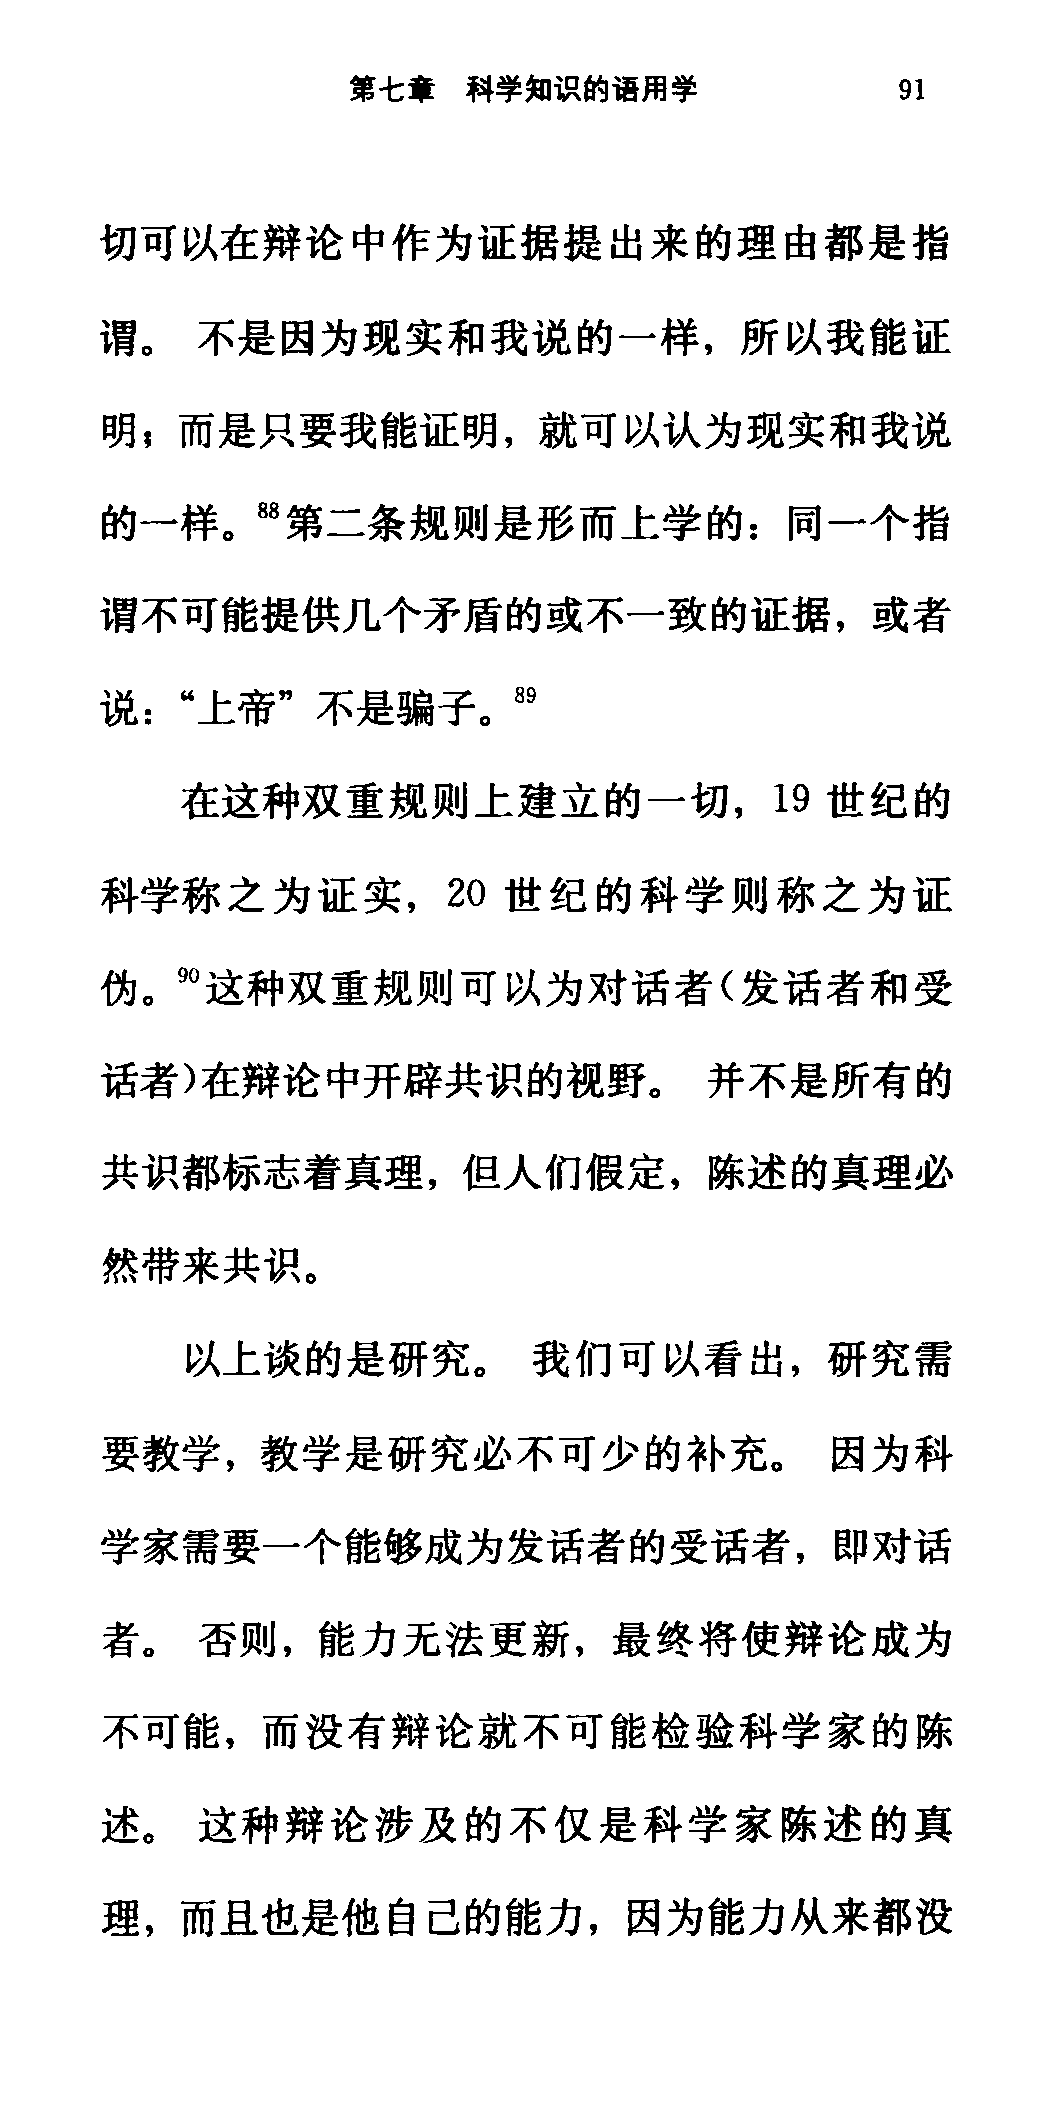 第七章 科学知识的语用学 91
切可以在辩论中作为证据提出来的理由都是指
谓。 不是因为现实和我说的一样，所以我能证
明；而是只要我能证明，就可以认为现实和我说
的一样。88第二条规则是形而上学的：同一个指
谓不可能提供几个矛盾的或不一致的证据，或者
说：“上帝”不是骗子。89
在这种双重规则上建立的一切，19 世纪的
科学称之为证实，20 世纪的科学则称之为证
伪。90这种双重规则可以为对话者（发话者和受
话者）在辩论中开辟共识的视野。 并不是所有的
共识都标志着真理，但人们假定，陈述的真理必
然带来共识。
以上谈的是研究。 我们可以看出，研究需
要教学，教学是研究必不可少的补充。 因为科
学家需要一个能够成为发话者的受话者，即对话
者。 否则，能力无法更新，最终将使辩论成为
不可能，而没有辩论就不可能检验科学家的陈
述。 这种辩论涉及的不仅是科学家陈述的真
理，而且也是他自己的能力，因为能力从来都没